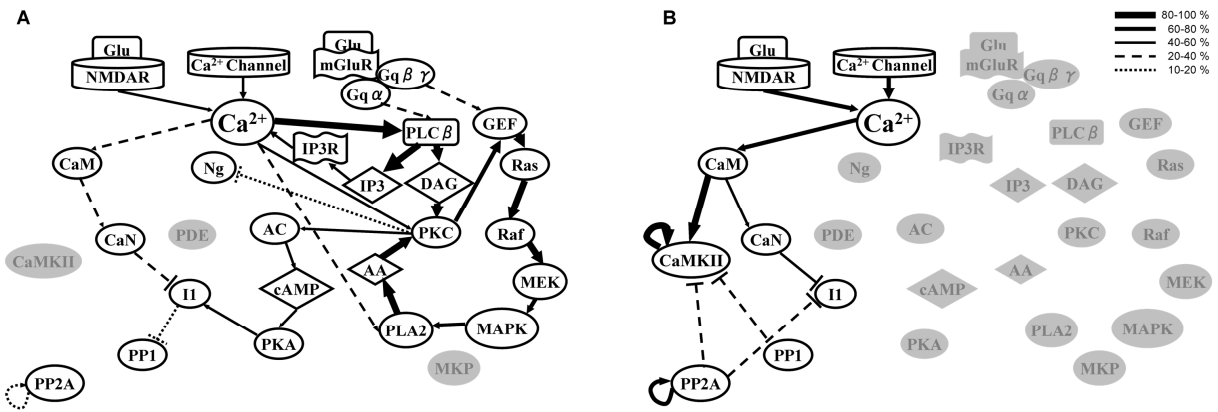 A
Glu
NMDAR
Ca²⁺ Channel
Glu
mGluR
Gqβγ
Gqα
Ca²⁺
PLCβ
GEF
CaM
Ng
IP3R
IP3
DAG
Ras
CaN
PDE
AC
PKC
Raf
CaMKII
AA
MEK
I1
cAMP
PP1
PKA
PLA2
MAPK
MKP
PP2A
B
Glu
NMDAR
Ca²⁺ Channel
Glu
mGluR
Gqβγ
Gqα
Ca²⁺
PLCβ
GEF
CaM
Ng
IP3R
IP3
DAG
Ras
CaN
PDE
AC
PKC
Raf
CaMKII
AA
MEK
I1
cAMP
PP1
PKA
PLA2
MAPK
MKP
PP2A
80-100 %
60-80 %
40-60 %
20-40 %
10-20 %